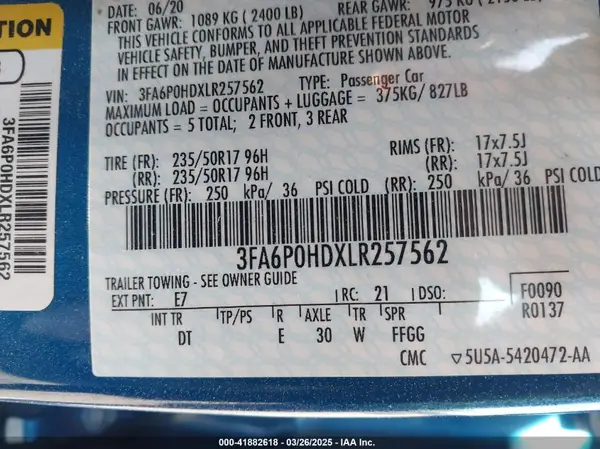 DATE: 06/20
FRONT GAWR: 1089 KG (2400 LB) REAR GAWR: 975 KG
THIS VEHICLE CONFORMS TO ALL APPLICABLE FEDERAL MOTOR
VEHICLE SAFETY, BUMPER, AND THEFT PREVENTION STANDARDS
IN EFFECT ON THE DATE OF MANUFACTURE SHOWN ABOVE.
VIN: 3FA6P0HDXLR257562 TYPE: Passenger Car
MAXIMUM LOAD = OCCUPANTS + LUGGAGE = 375KG/ 827LB
OCCUPANTS = 5 TOTAL; 2 FRONT, 3 REAR
TIRE (FR): 235/50R17 96H RIMS (FR): 17x7.5J
(RR): 235/50R17 96H (RR): 17x7.5J
PRESSURE (FR): 250 kPa/ 36 PSI COLD (RR): 250 kPa/ 36 PSI COLD
3FA6P0HDXLR257562
TRAILER TOWING - SEE OWNER GUIDE
EXT PNT: E7 RC: 21 DSO: F0090
R0137
INT TR TP/PS R AXLE TR SPR
DT E 30 W FFGG
CMC ▽5U5A-5420472-AA
3FA6P0HDXLR257562
000-41882618 - 03/26/2025 - IAA Inc.